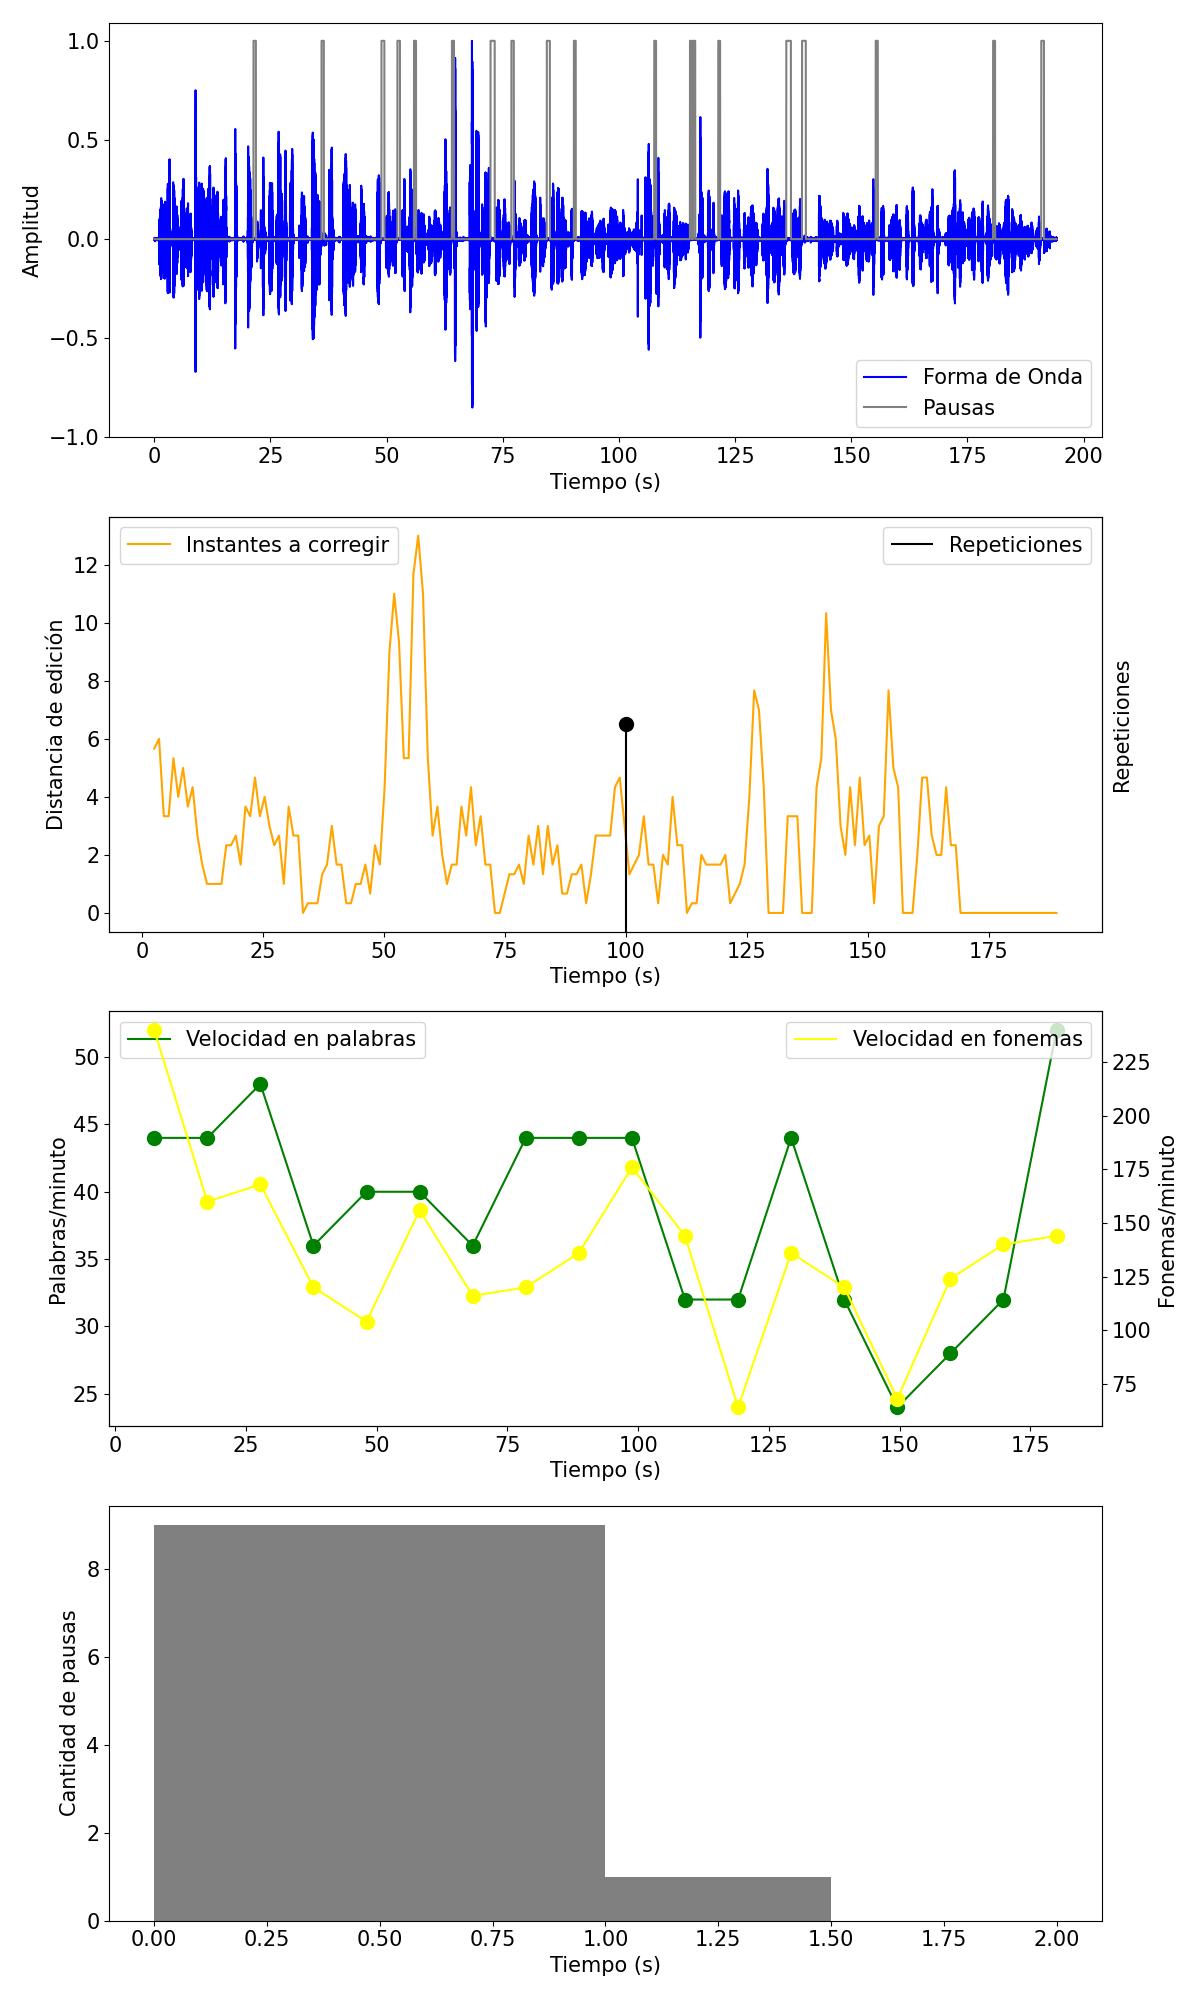 1.0
0.5
0.0
−0.5
−1.0
Amplitud
Forma de Onda
Pausas
0 25 50 75 100 125 150 175 200
Tiempo (s)
Instantes a corregir
Repeticiones
12
10
8
6
4
2
0
Distancia de edición
Repeticiones
0 25 50 75 100 125 150 175
Tiempo (s)
Velocidad en palabras
Velocidad en fonemas
50
45
40
35
30
25
Palabras/minuto
225
200
175
150
125
100
75
Fonemas/minuto
0 25 50 75 100 125 150 175
Tiempo (s)
8
6
4
2
0
Cantidad de pausas
0.00 0.25 0.50 0.75 1.00 1.25 1.50 1.75 2.00
Tiempo (s)